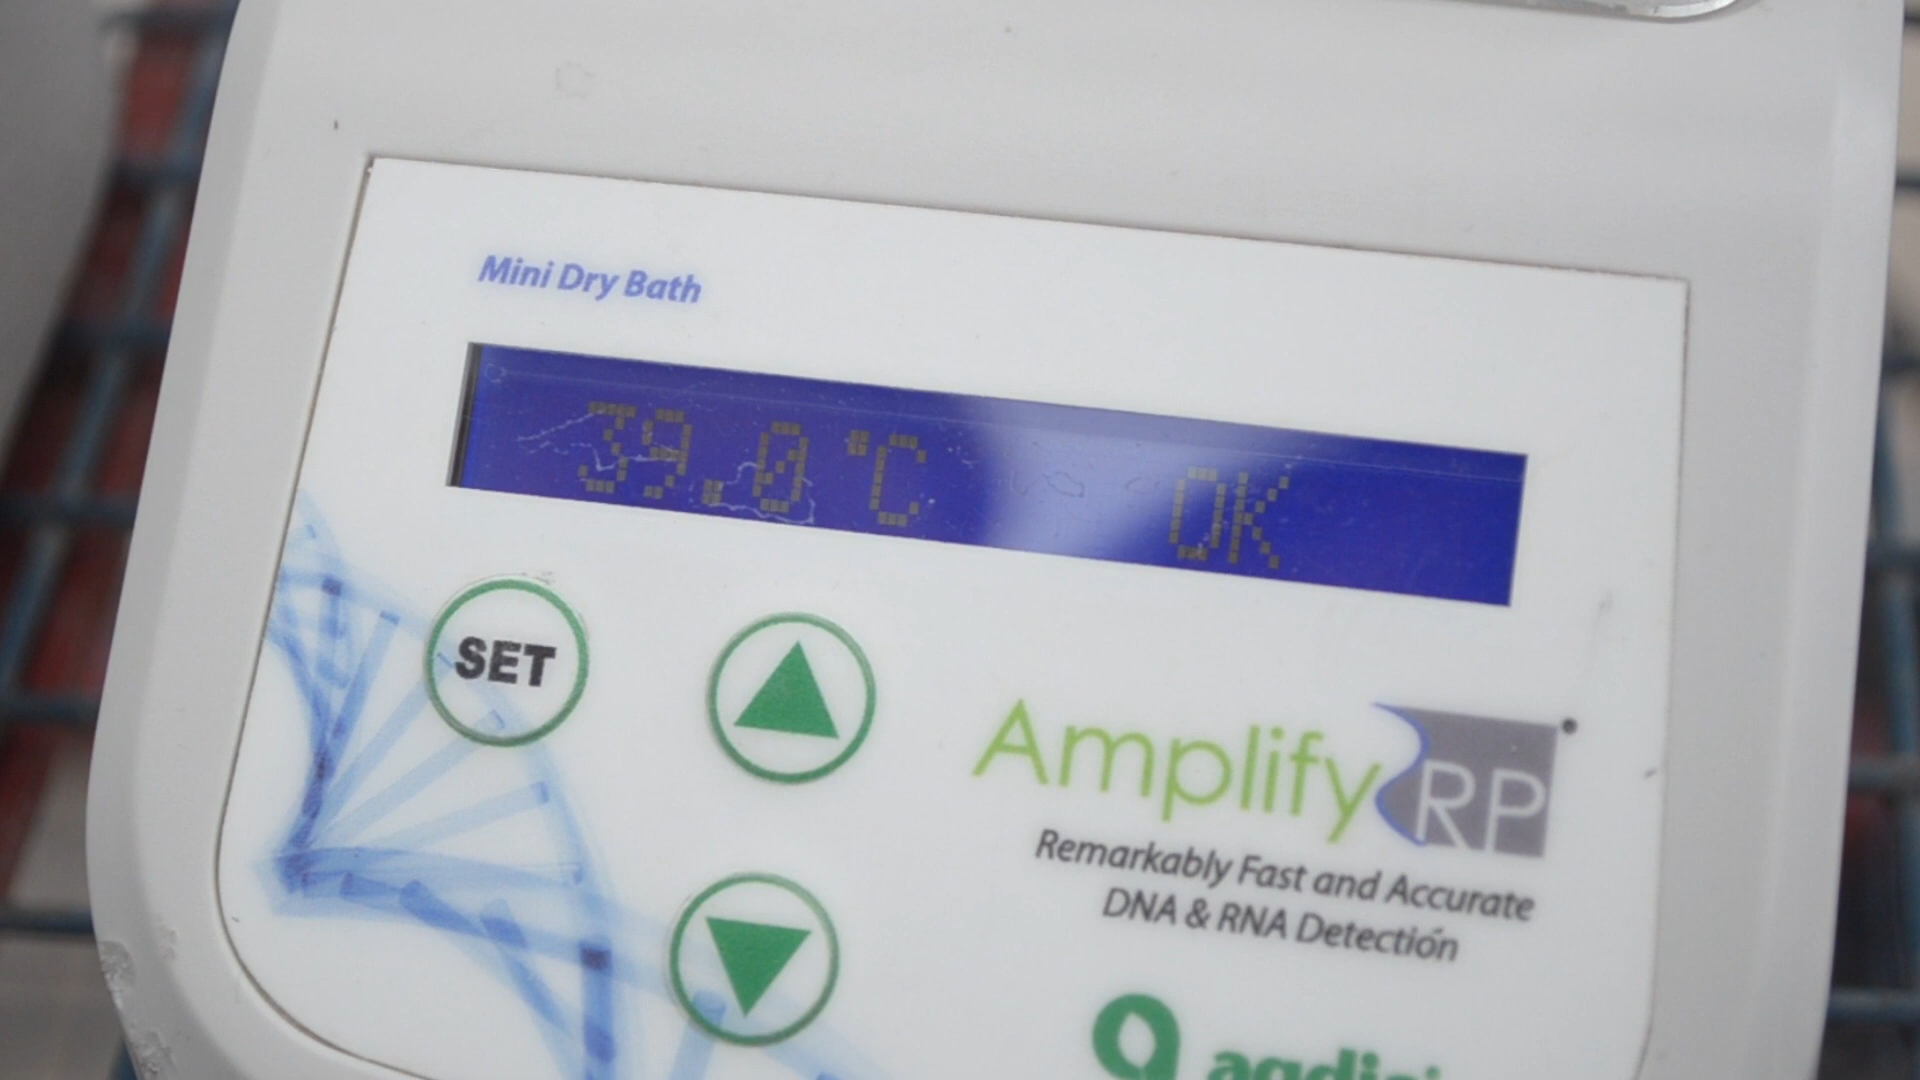 Mini Dry Bath
39.0°C OK
SET
AmplifyRP
Remarkably Fast and Accurate
DNA & RNA Detection